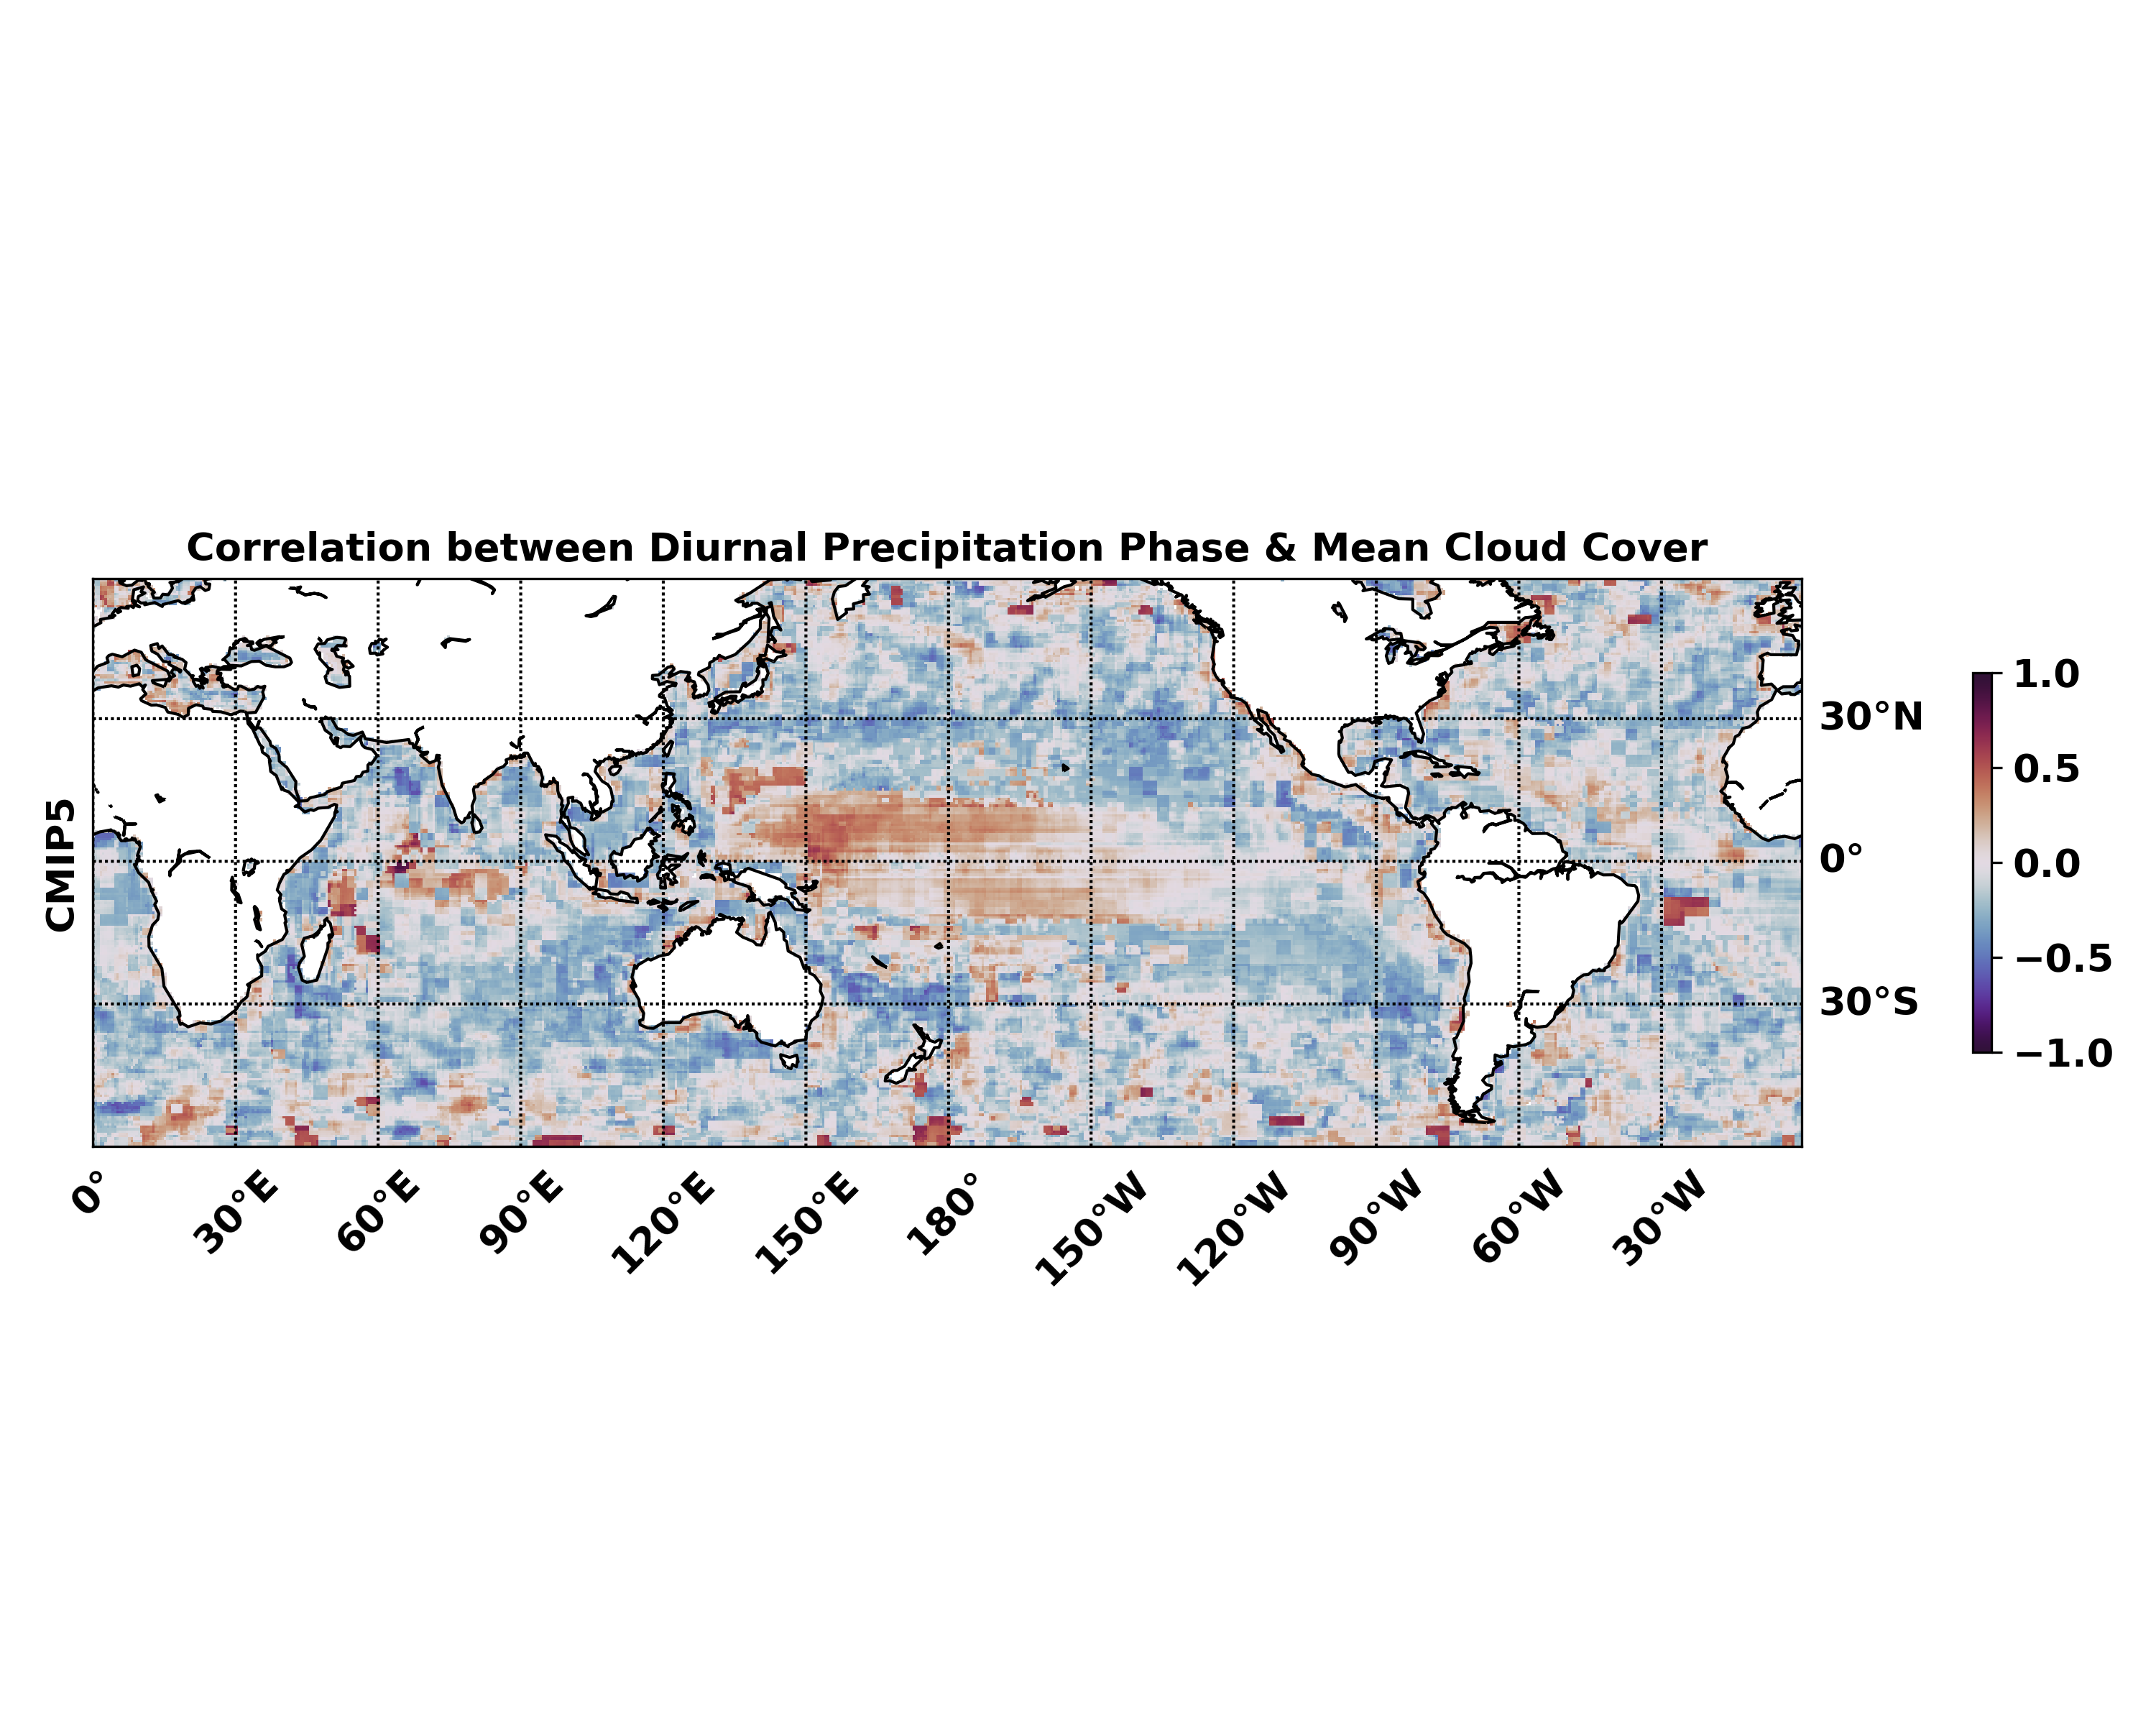 Correlation between Diurnal Precipitation Phase & Mean Cloud Cover
CMIP5
30°N
0°
30°S
1.0
0.5
0.0
−0.5
−1.0
0° 30°E 60°E 90°E 120°E 150°E 180° 150°W 120°W 90°W 60°W 30°W